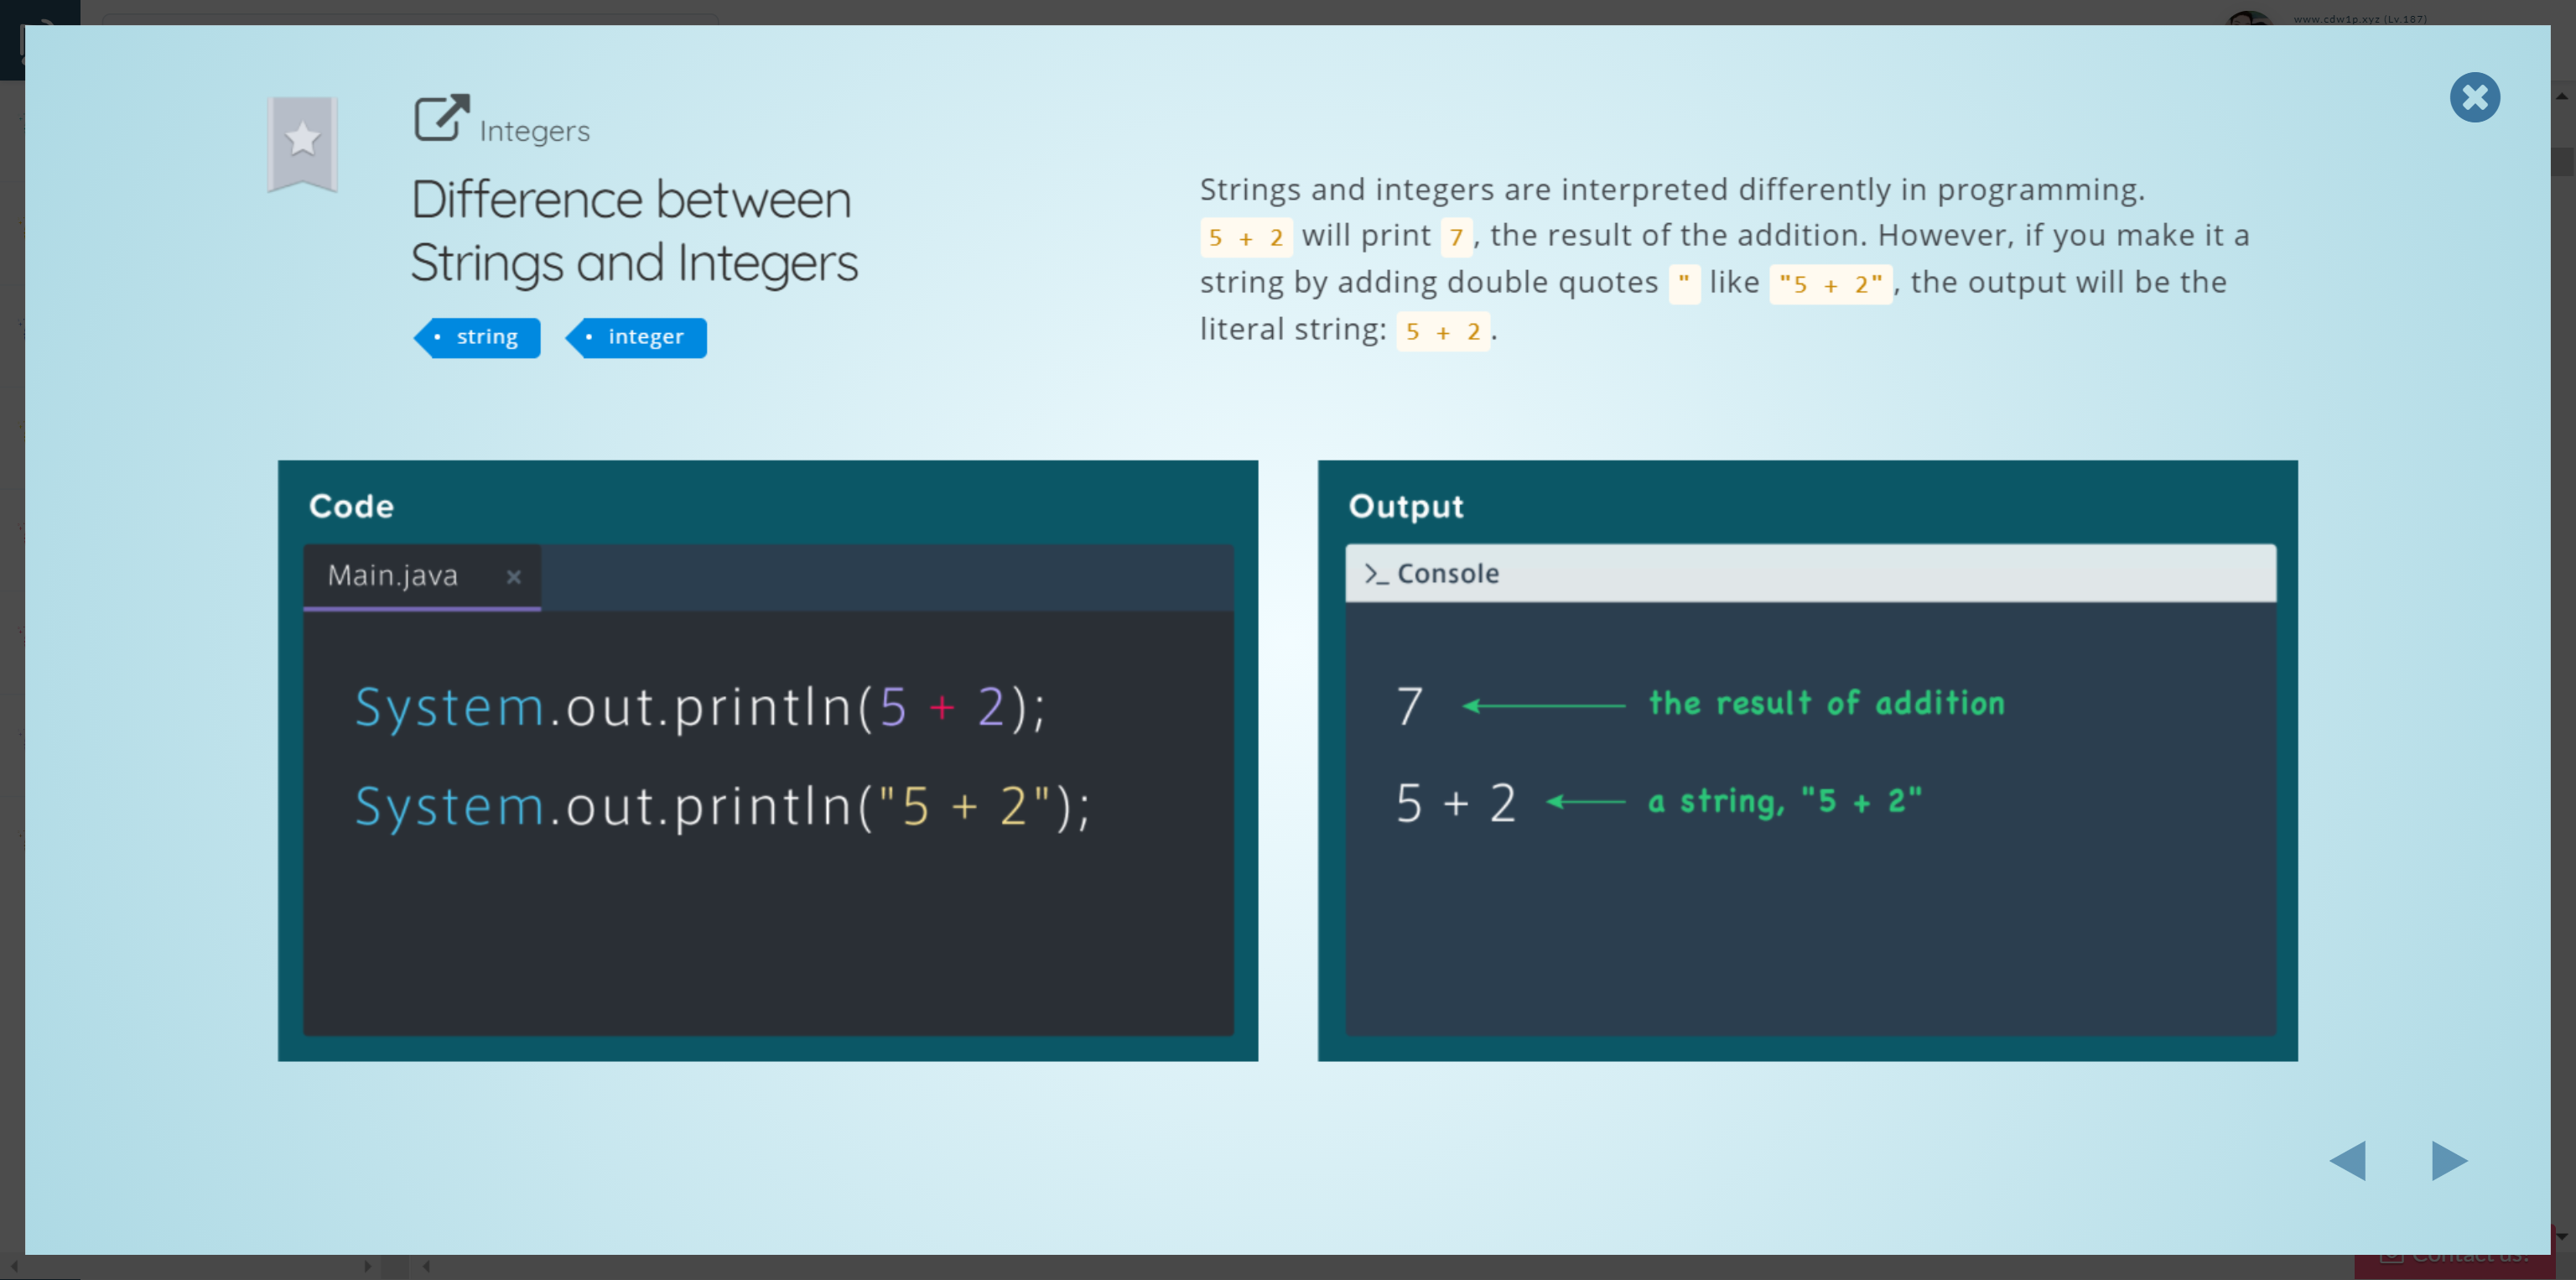 www.cdw1p.xyz (Lv.187)
Integers
Difference between
Strings and Integers
string integer
Strings and integers are interpreted differently in programming.
5 + 2 will print 7, the result of the addition. However, if you make it a
string by adding double quotes " like "5 + 2", the output will be the
literal string: 5 + 2.
Code
Main.java
System.out.println(5 + 2);
System.out.println("5 + 2");
Output
>_ Console
7 the result of addition
5 + 2 a string, "5 + 2"
Contact us!